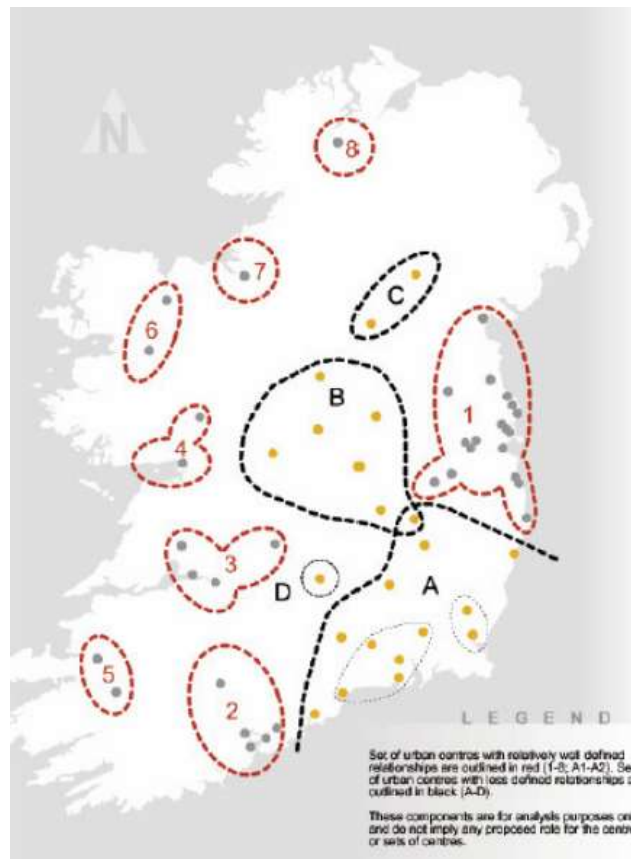 N
8
7
C
6
B
1
4
3
D
A
5
2
LEGEND
Set of urban centres with relatively well defined
relationships are outlined in red (1-8; A1-A2). Se
of urban centres with less defined relationships a
outlined in black (A-D).
These components are for analysis purposes on
and do not imply any proposed role for the centre
or sets of centres.